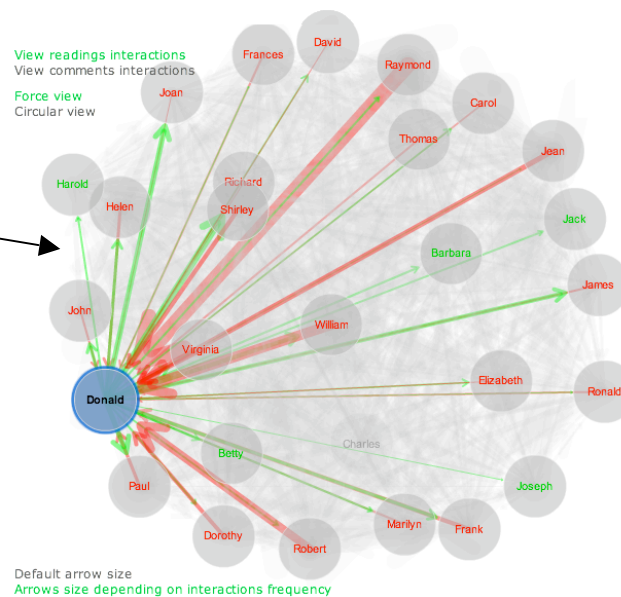 View readings interactions
View comments interactions
Force view
Circular view
David
Frances
Raymond
Joan
Carol
Thomas
Jean
Richard
Harold
Helen
Shirley
Jack
Barbara
James
John
William
Virginia
Elizabeth
Ronald
Donald
Charles
Betty
Paul
Joseph
Marilyn
Frank
Dorothy
Robert
Default arrow size
Arrows size depending on interactions frequency